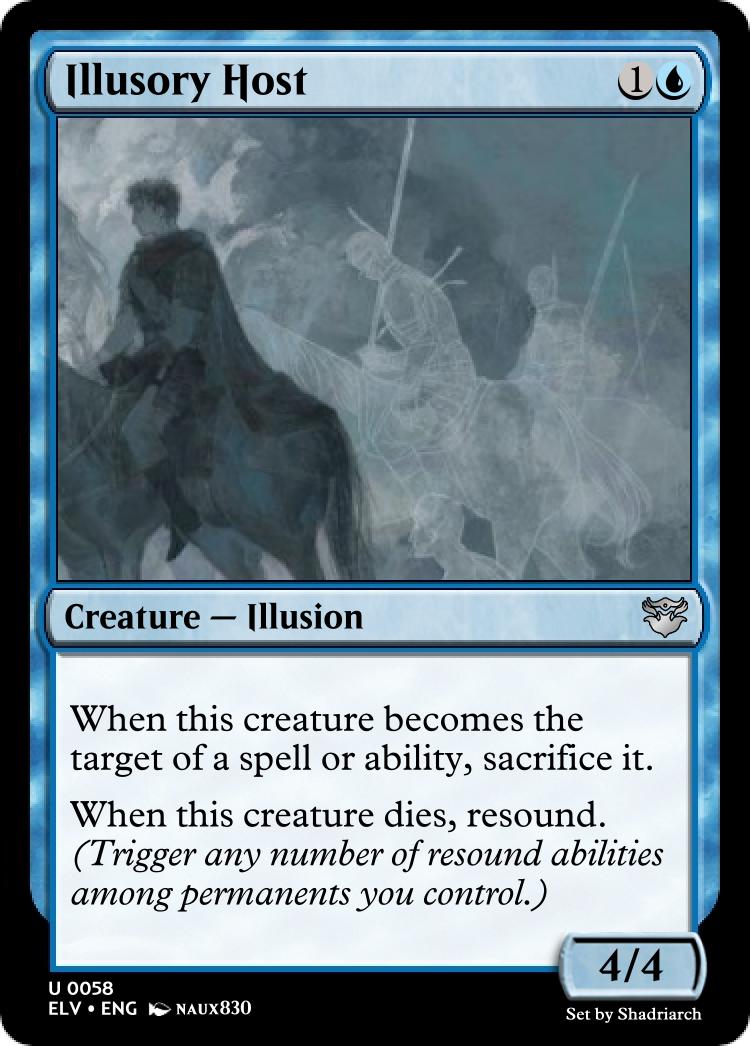 Illusory Host 1
Creature — Illusion
When this creature becomes the
target of a spell or ability, sacrifice it.
When this creature dies, resound.
(Trigger any number of resound abilities
among permanents you control.)
4/4
U 0058
ELV • ENG NAUX830
Set by Shadriarch